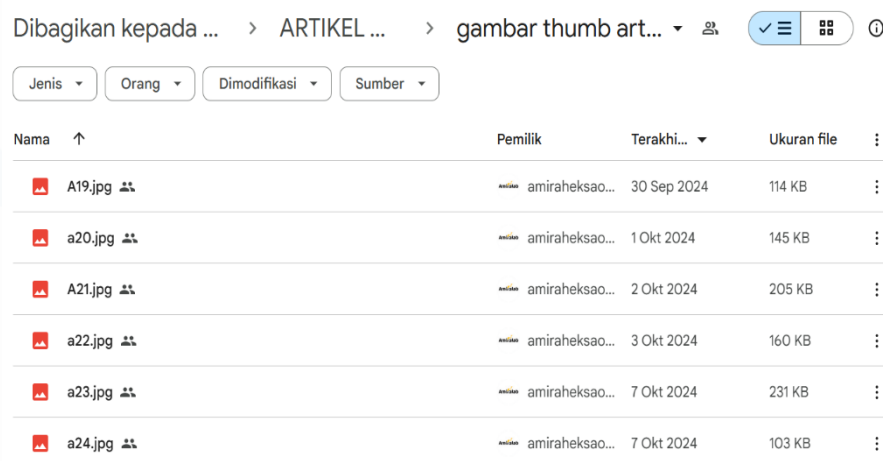 Dibagikan kepada ... > ARTIKEL ... > gambar thumb art...
Jenis Orang Dimodifikasi Sumber
Nama Pemilik Terakhi... Ukuran file
A19.jpg amiraheksao... 30 Sep 2024 114 KB
a20.jpg amiraheksao... 1 Okt 2024 145 KB
A21.jpg amiraheksao... 2 Okt 2024 205 KB
a22.jpg amiraheksao... 3 Okt 2024 160 KB
a23.jpg amiraheksao... 7 Okt 2024 231 KB
a24.jpg amiraheksao... 7 Okt 2024 103 KB